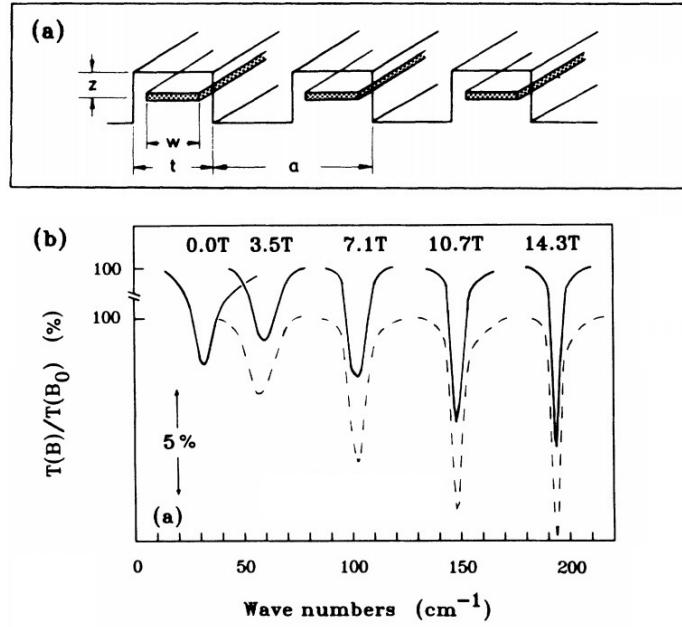 (a)
z
w
t
a
(b)
0.0T 3.5T 7.1T 10.7T 14.3T
100
100
T(B)/T(B₀) (%)
5%
(a)
0 50 100 150 200
Wave numbers (cm⁻¹)